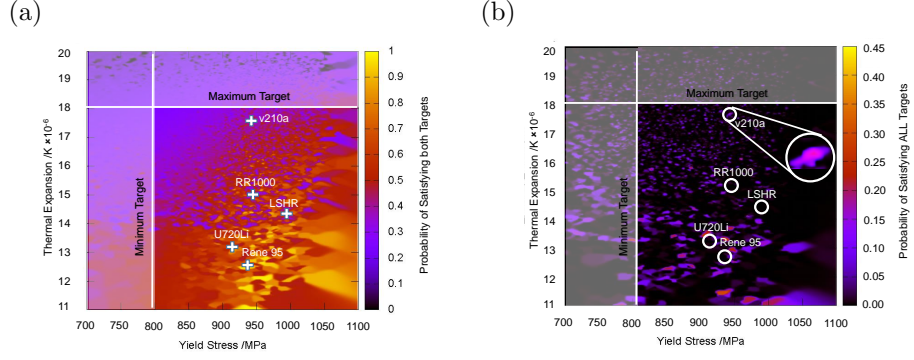 (a)
20
19
18
17
16
15
14
13
12
11
Thermal Expansion /K ×10⁻⁶
Maximum Target
Minimum Target
v210a
RR1000
LSHR
U720Li
Rene 95
700 800 850 900 950 1000 1100
Yield Stress /MPa
1
0.9
0.8
0.7
0.6
0.5
0.4
0.3
0.2
0.1
0
Probability of Satisfying both Targets
(b)
20
19
18
17
16
15
14
13
12
11
Thermal Expansion /K ×10⁻⁶
Maximum Target
Minimum Target
v210a
RR1000
LSHR
U720Li
Rene 95
700 800 850 900 950 1000 1100
Yield Stress /MPa
0.45
0.40
0.35
0.30
0.25
0.20
0.15
0.10
0.05
0.00
Probability of Satisfying ALL Targets